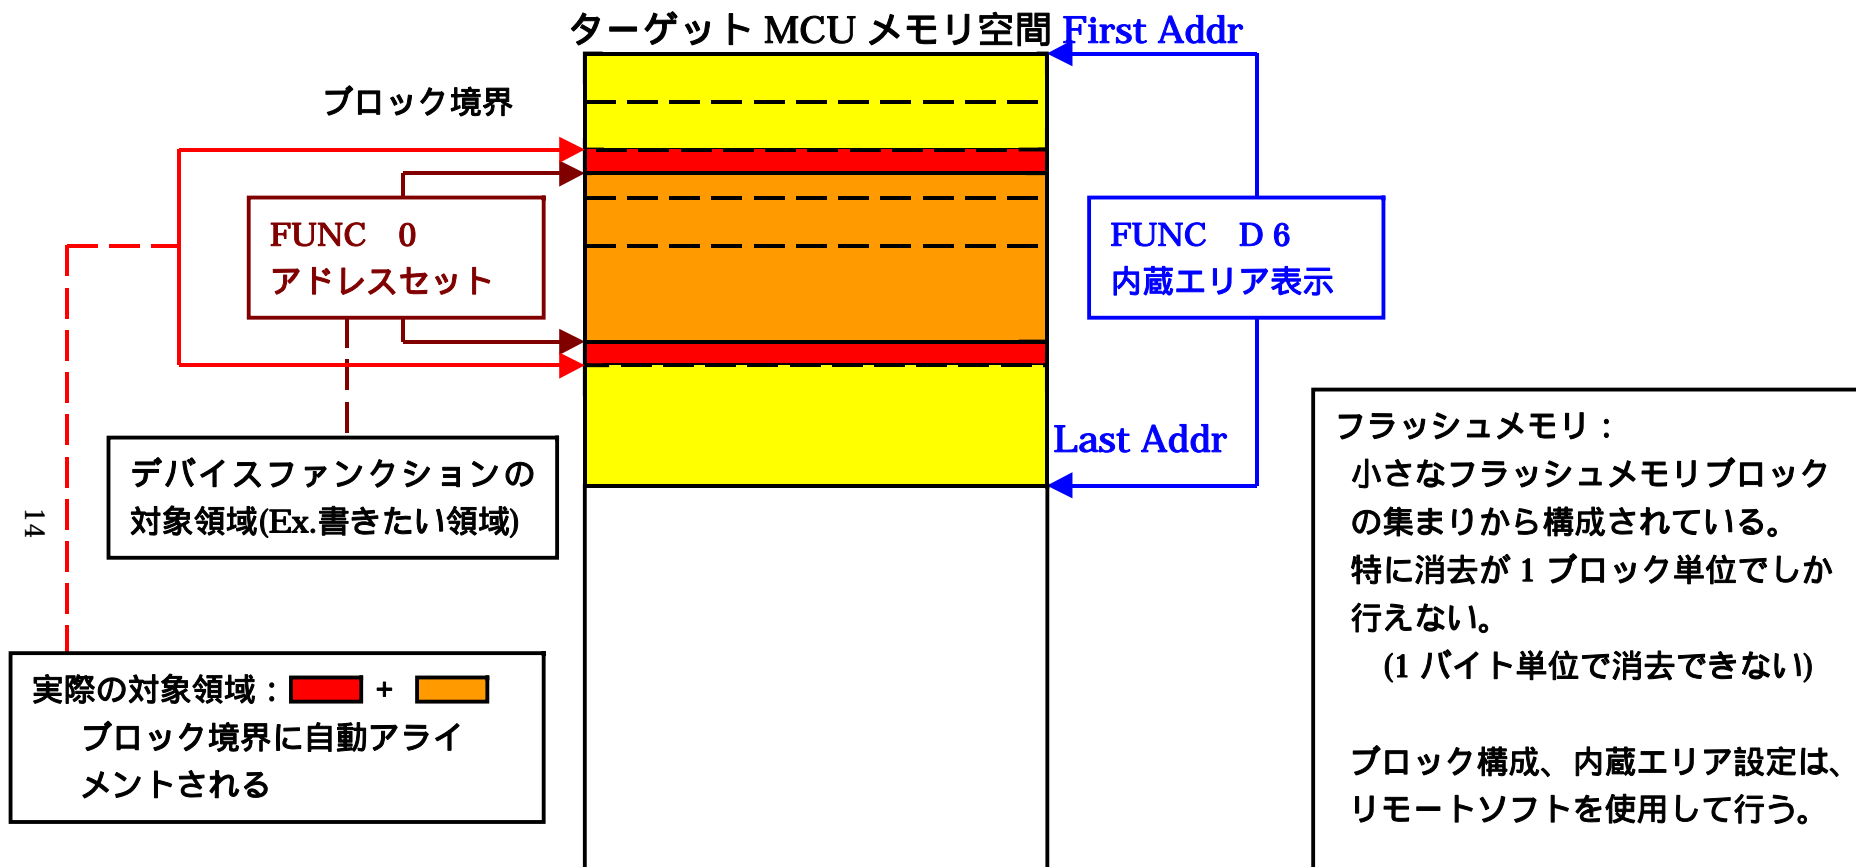 ターゲット MCU メモリ空間 First Addr
ブロック境界
FUNC 0
アドレスセット
FUNC D 6
内蔵エリア表示
Last Addr
デバイスファンクションの
対象領域(Ex.書きたい領域)
14
実際の対象領域： +
ブロック境界に自動アライ
メントされる
フラッシュメモリ：
小さなフラッシュメモリブロック
の集まりから構成されている。
特に消去が 1 ブロック単位でしか
行えない。
(1 バイト単位で消去できない)
ブロック構成、内蔵エリア設定は、
リモートソフトを使用して行う。